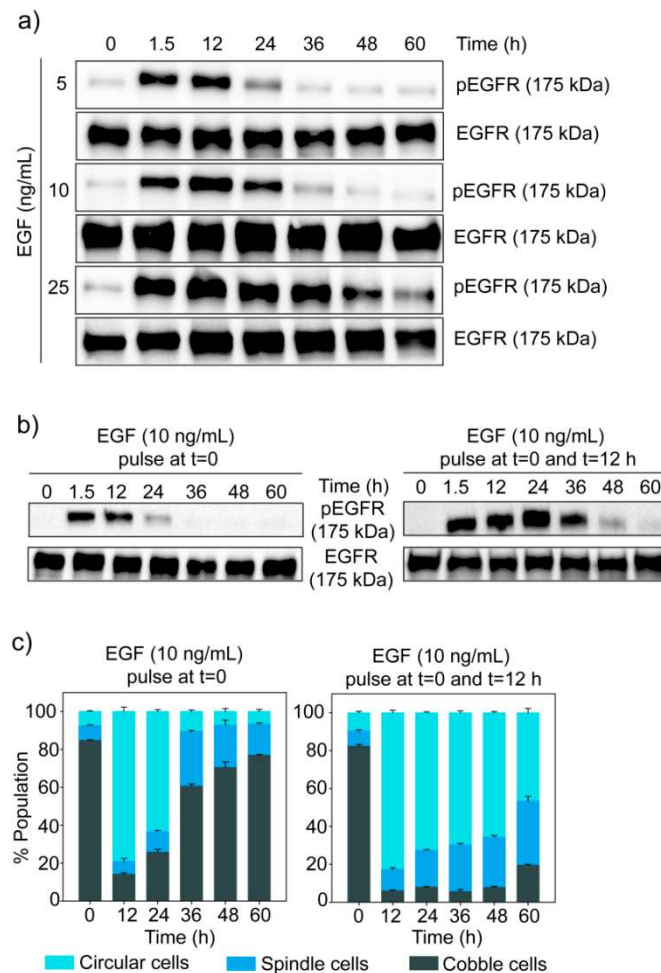 a)
0 1.5 12 24 36 48 60 Time (h)
EGF (ng/mL)
5 pEGFR (175 kDa)
EGFR (175 kDa)
10 pEGFR (175 kDa)
EGFR (175 kDa)
25 pEGFR (175 kDa)
EGFR (175 kDa)
b)
EGF (10 ng/mL)
pulse at t=0
0 1.5 12 24 36 48 60
Time (h)
pEGFR
(175 kDa)
EGFR
(175 kDa)
EGF (10 ng/mL)
pulse at t=0 and t=12 h
0 1.5 12 24 36 48 60
c)
EGF (10 ng/mL)
pulse at t=0
% Population
100
80
60
40
20
0
0 12 24 36 48 60
Time (h)
EGF (10 ng/mL)
pulse at t=0 and t=12 h
100
80
60
40
20
0
0 12 24 36 48 60
Time (h)
Circular cells Spindle cells Cobble cells